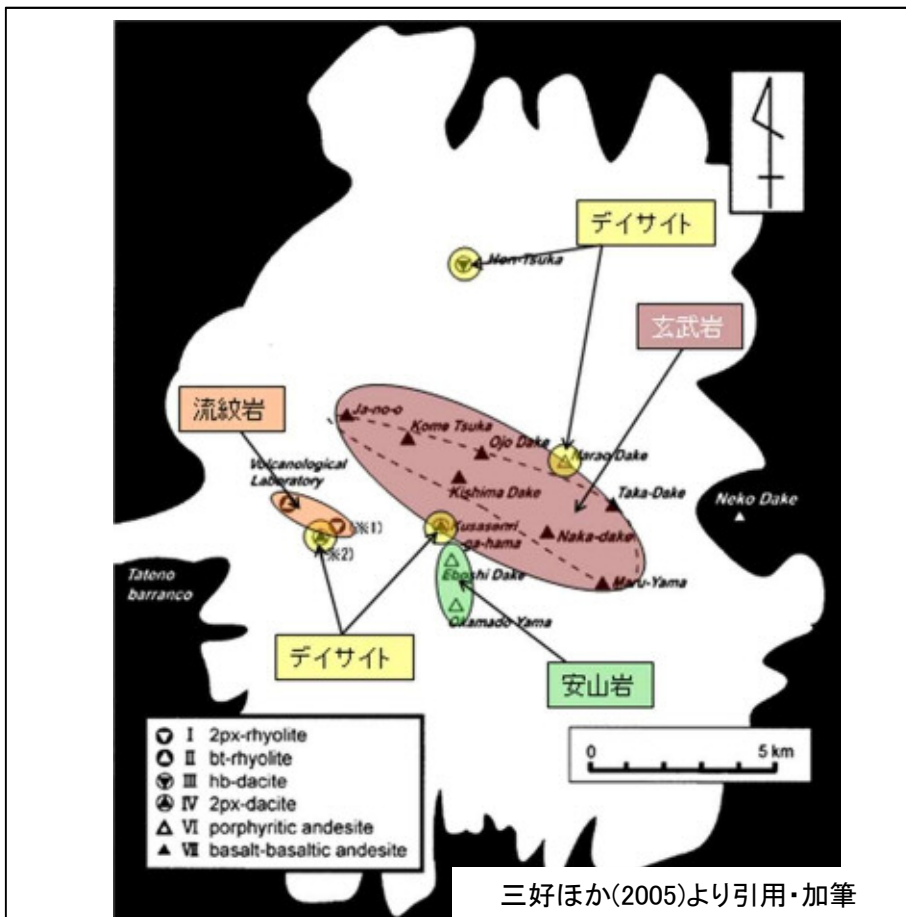 デイサイト
Hon-Tsuka
玄武岩
流紋岩
Ja-no-o
Kome Tsuka
Ojo Dake
Narao Dake
Volcanological
Laboratory
Kishima Dake
Taka-Dake
Neko Dake
(※1)
Kusasenri
-ga-hama
Naka-dake
※2)
Tateno
barranco
Eboshi Dake
Maru-Yama
Okamado Yama
デイサイト
安山岩
I 2px-rhyolite
II bt-rhyolite
III hb-dacite
IV 2px-dacite
VI porphyritic andesite
VII basalt-basaltic andesite
0 5 km
三好ほか(2005)より引用・加筆